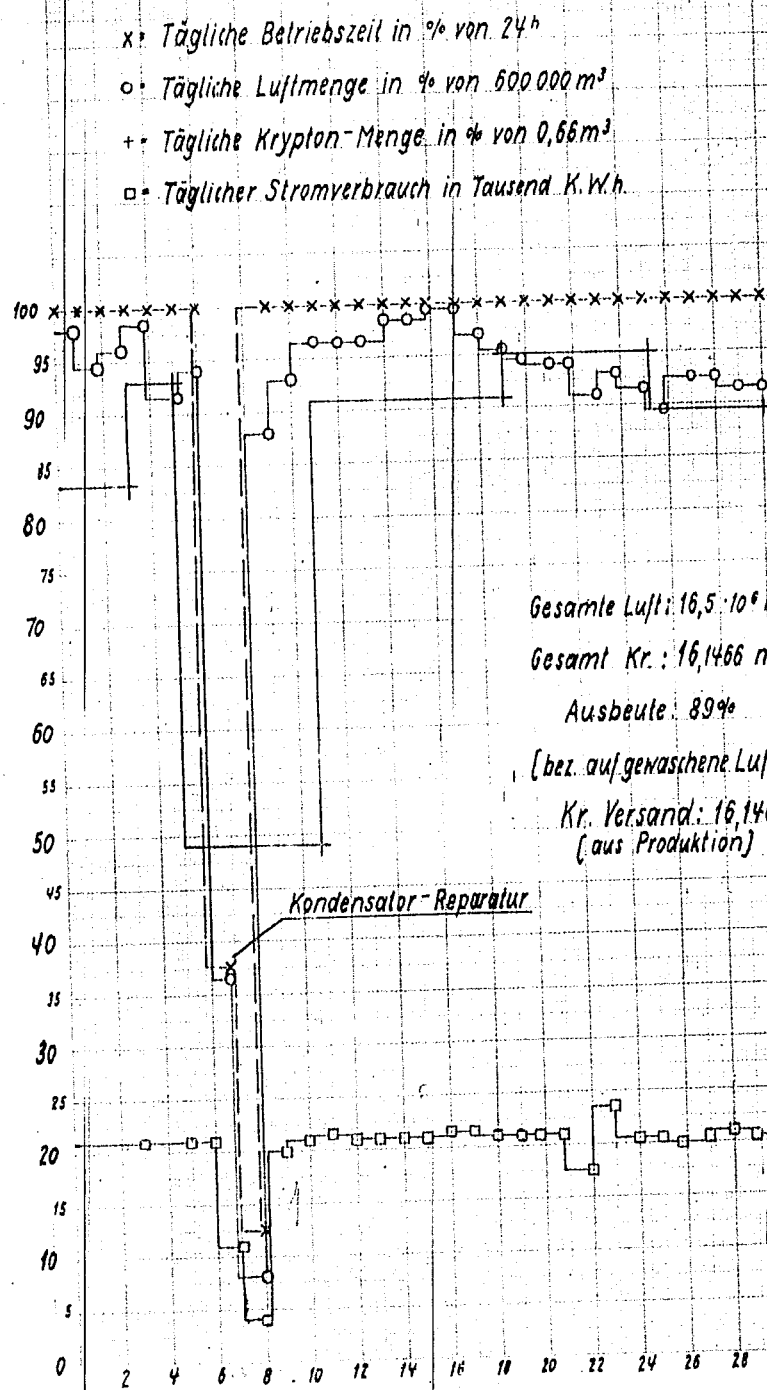 x = Tägliche Betriebszeit in % von 24 h
o = Tägliche Luftmenge in % von 600 000 m³
+ = Tägliche Krypton-Menge in % von 0,66 m³
□ = Täglicher Stromverbrauch in Tausend K.W.h.
100
95
90
85
80
75
70
Gesamte Luft: 16,5 · 10⁶
65
Gesamt Kr.: 16,1466
60
Ausbeute: 89%
55
[bez. auf gewaschene Luf
50
Kr. Versand: 16,14
[aus Produktion]
45
Kondensator-Reparatur
40
35
30
25
20
15
10
5
0
2 4 6 8 10 12 14 16 18 20 22 24 26 28